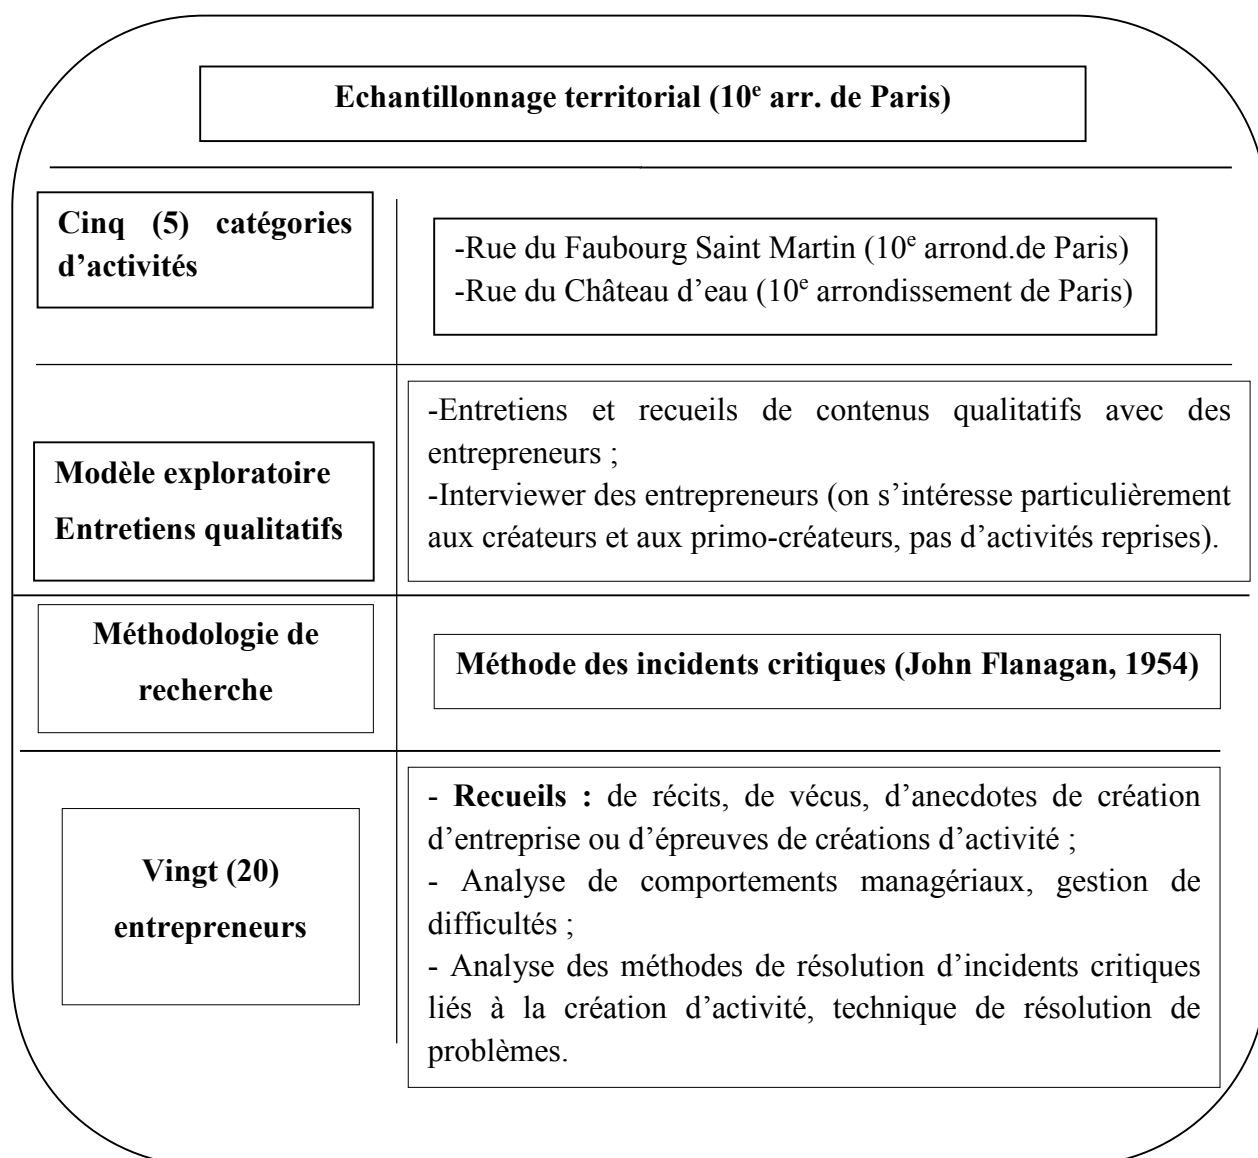 Echantillonnage territorial (10e arr. de Paris)
Cinq (5) catégories
d’activités
-Rue du Faubourg Saint Martin (10e arrond.de Paris)
-Rue du Château d’eau (10e arrondissement de Paris)
Modèle exploratoire
Entretiens qualitatifs
-Entretiens et recueils de contenus qualitatifs avec des
entrepreneurs ;
-Interviewer des entrepreneurs (on s’intéresse particulièrement
aux créateurs et aux primo-créateurs, pas d’activités reprises).
Méthodologie de
recherche
Méthode des incidents critiques (John Flanagan, 1954)
Vingt (20)
entrepreneurs
- Recueils : de récits, de vécus, d’anecdotes de création
d’entreprise ou d’épreuves de créations d’activité ;
- Analyse de comportements managériaux, gestion de
difficultés ;
- Analyse des méthodes de résolution d’incidents critiques
liés à la création d’activité, technique de résolution de
problèmes.